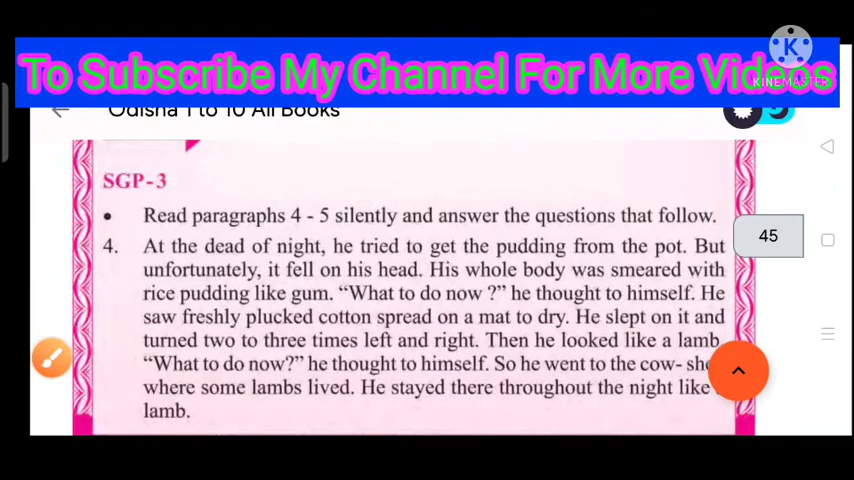 To Subscribe My Channel For More Videos
KINEMASTER
Odisha 1 to 10 All Books
SGP-3
• Read paragraphs 4 - 5 silently and answer the questions that follow.
45
4. At the dead of night, he tried to get the pudding from the pot. But
unfortunately, it fell on his head. His whole body was smeared with
rice pudding like gum. “What to do now ?” he thought to himself. He
saw freshly plucked cotton spread on a mat to dry. He slept on it and
turned two to three times left and right. Then he looked like a lamb.
“What to do now?” he thought to himself. So he went to the cow- she
where some lambs lived. He stayed there throughout the night like
lamb.